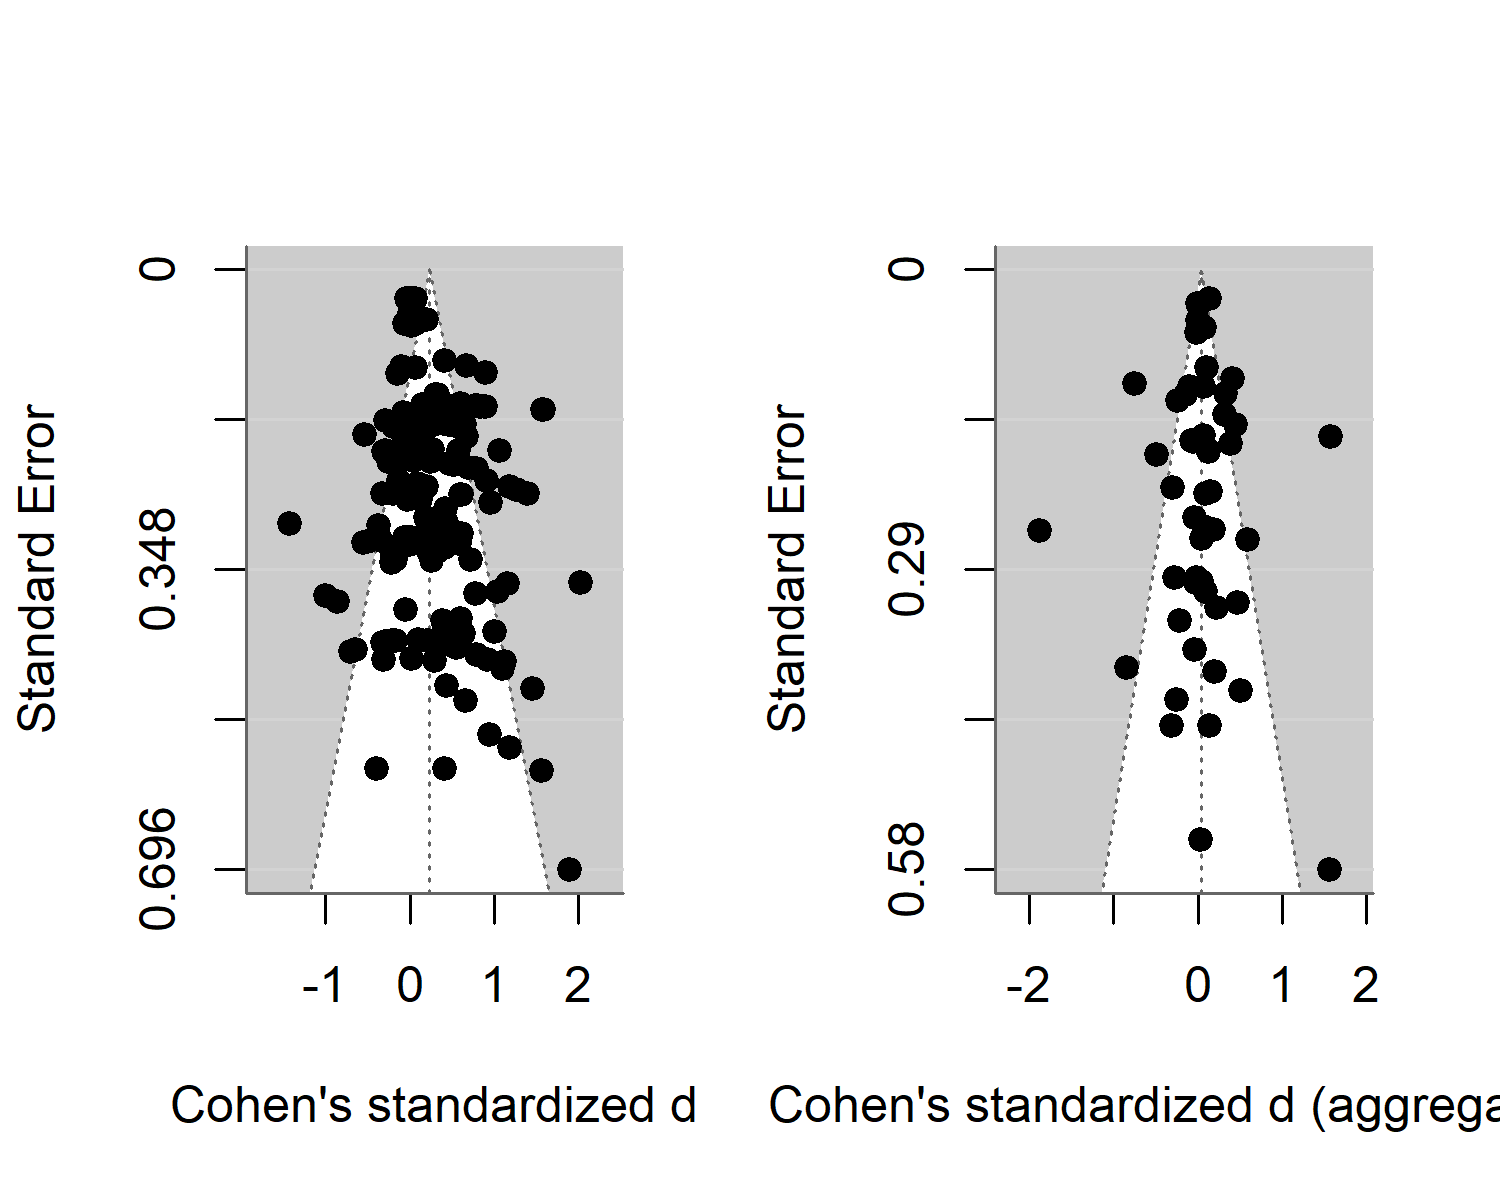 Standard Error
0
0.348
0.696
-1 0 1 2
Cohen's standardized d
Standard Error
0
0.29
0.58
-2 0 1 2
Cohen's standardized d (aggrega